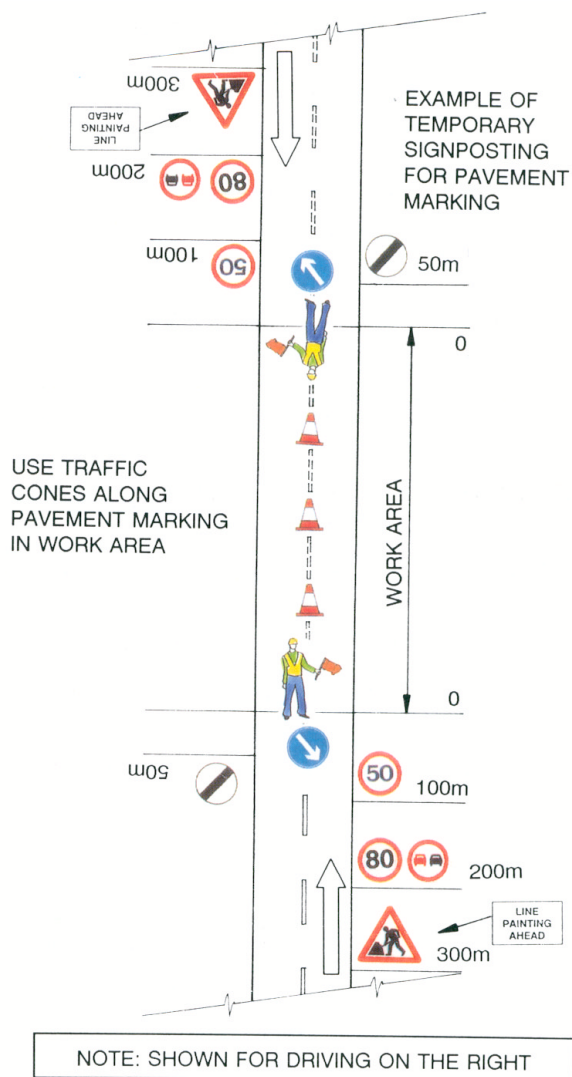 300m
LINE
PAINTING
AHEAD
EXAMPLE OF
TEMPORARY
SIGNPOSTING
FOR PAVEMENT
MARKING
200m
80
100m
50
50m
0
USE TRAFFIC
CONES ALONG
PAVEMENT MARKING
IN WORK AREA
WORK AREA
0
50m
50
100m
80
200m
LINE
PAINTING
AHEAD
300m
NOTE: SHOWN FOR DRIVING ON THE RIGHT